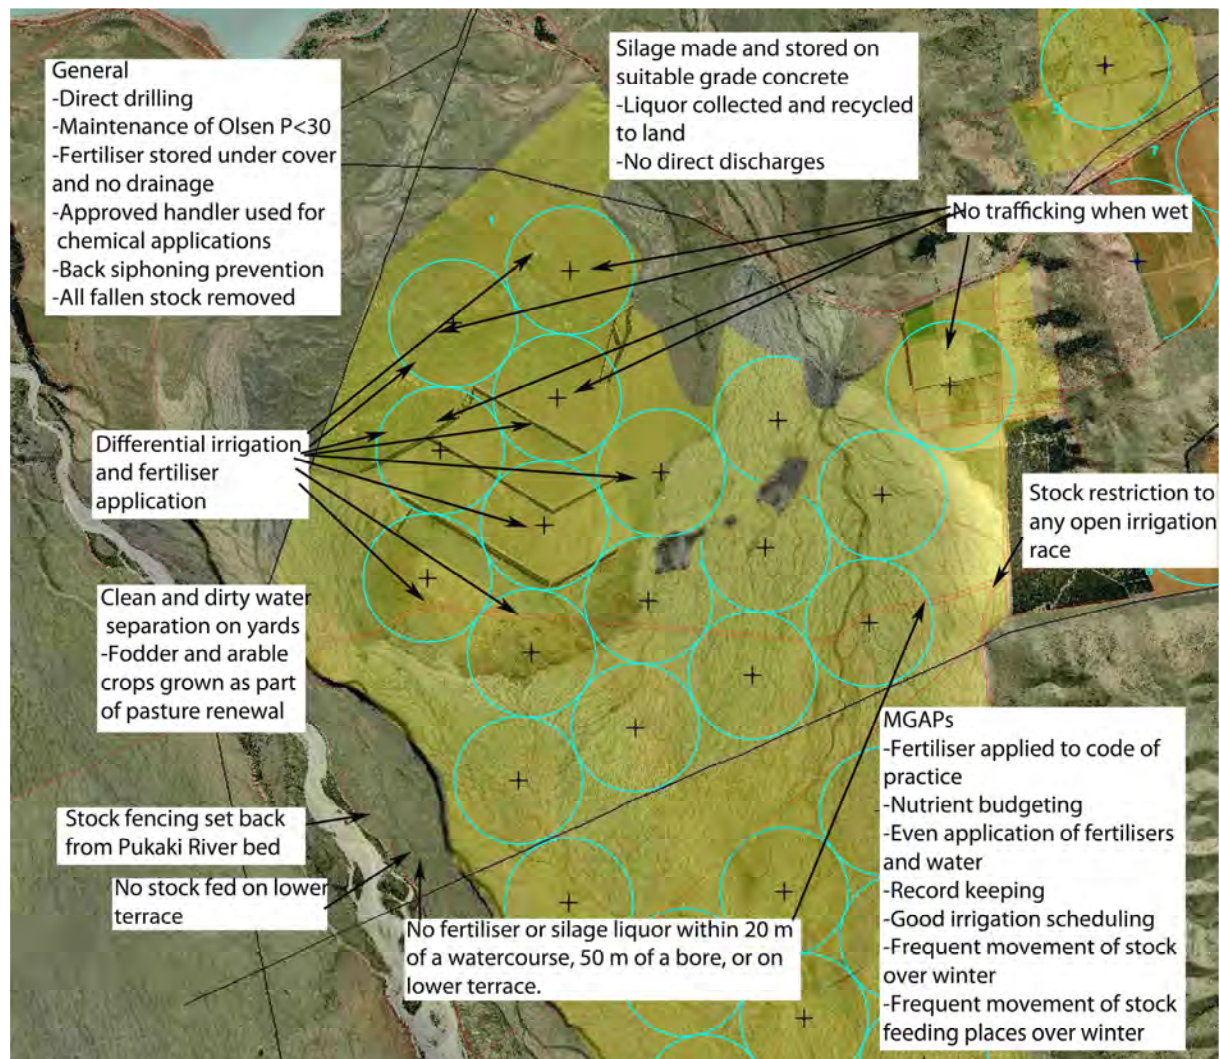 General
-Direct drilling
-Maintenance of Olsen P<30
-Fertiliser stored under cover
and no drainage
-Approved handler used for
chemical applications
-Back siphoning prevention
-All fallen stock removed
Silage made and stored on
suitable grade concrete
-Liquor collected and recycled
to land
-No direct discharges
No trafficking when wet
Differential irrigation
and fertiliser
application
Stock restriction to
any open irrigation
race
Clean and dirty water
separation on yards
-Fodder and arable
crops grown as part
of pasture renewal
MGAPs
-Fertiliser applied to code of
practice
-Nutrient budgeting
-Even application of fertilisers
and water
-Record keeping
-Good irrigation scheduling
-Frequent movement of stock
over winter
-Frequent movement of stock
feeding places over winter
Stock fencing set back
from Pukaki River bed
No stock fed on lower
terrace
No fertiliser or silage liquor within 20 m
of a watercourse, 50 m of a bore, or on
lower terrace.